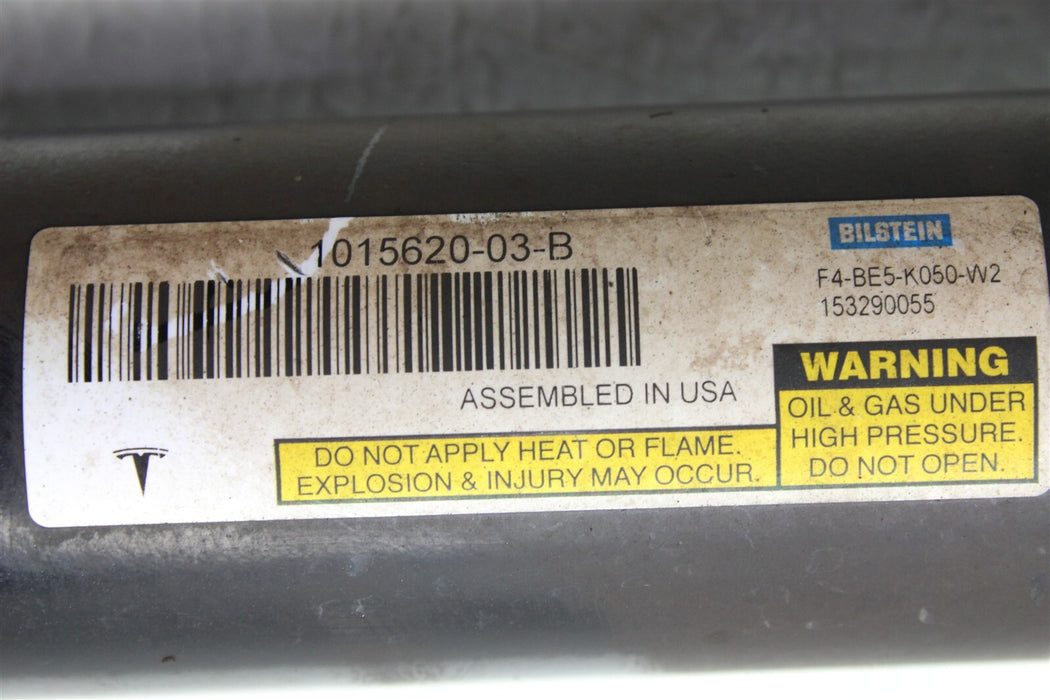 1015620-03-B
BILSTEIN
F4-BE5-K050-W2
153290055
ASSEMBLED IN USA
WARNING
OIL & GAS UNDER
HIGH PRESSURE.
DO NOT OPEN.
DO NOT APPLY HEAT OR FLAME.
EXPLOSION & INJURY MAY OCCUR.